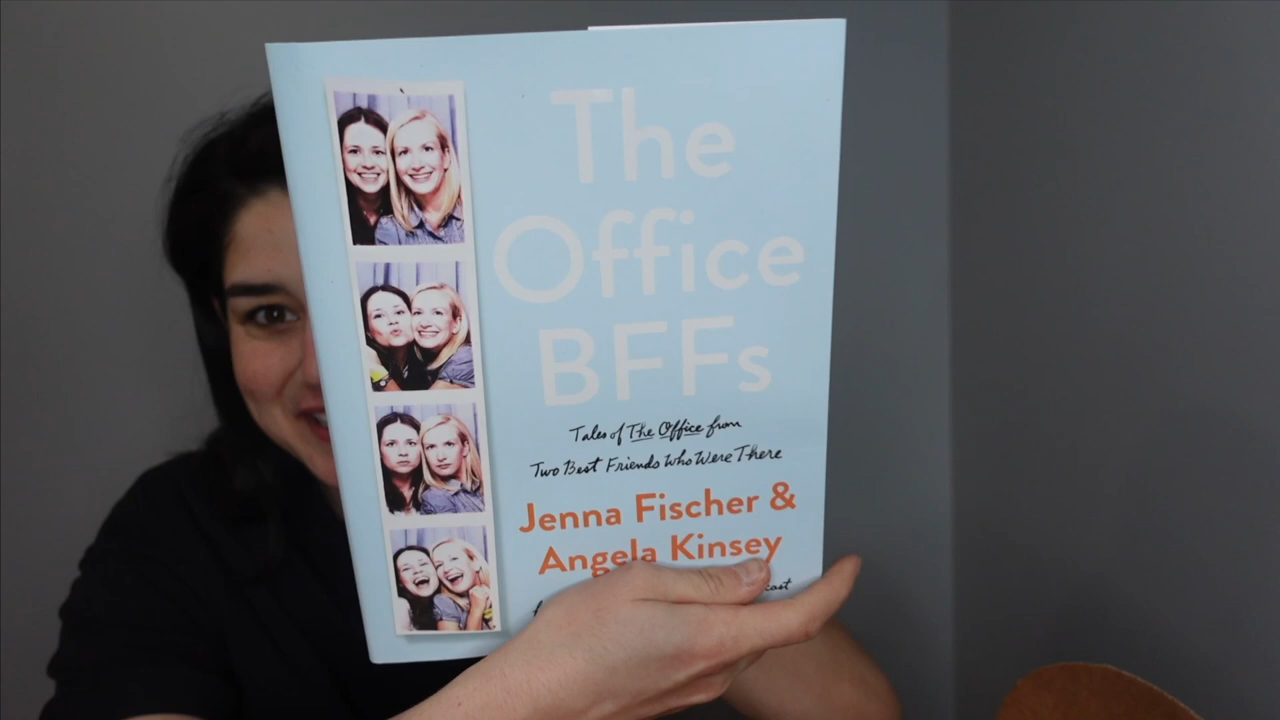 The
Office
BFFs
Tales of The Office from
Two Best Friends Who Were There
Jenna Fischer &
Angela Kinsey